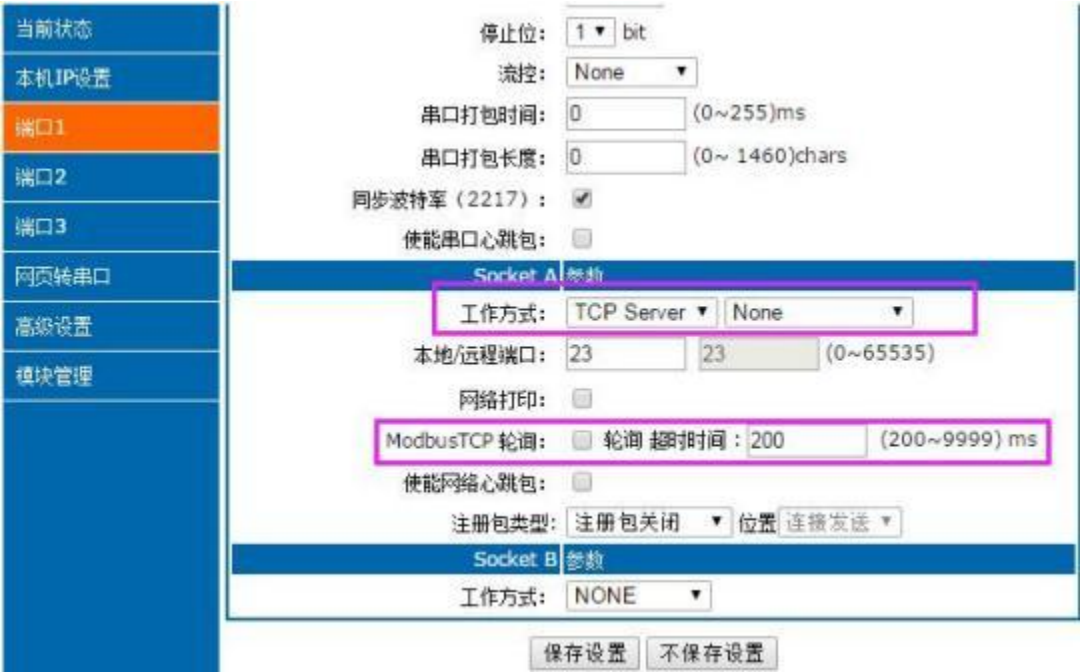 当前状态
本机IP设置
端口1
端口2
端口3
网页转串口
高级设置
模块管理
停止位: 1 bit
流控: None
串口打包时间: 0 (0~255)ms
串口打包长度: 0 (0~ 1460)chars
同步波特率（2217）:
使能串口心跳包:
Socket A 参数
工作方式: TCP Server None
本地/远程端口: 23 23 (0~65535)
网络打印:
ModbusTCP 轮询: 轮询 超时时间: 200 (200~9999) ms
使能网络心跳包:
注册包类型: 注册包关闭 位置 连接发送
Socket B 参数
工作方式: NONE
保存设置 不保存设置